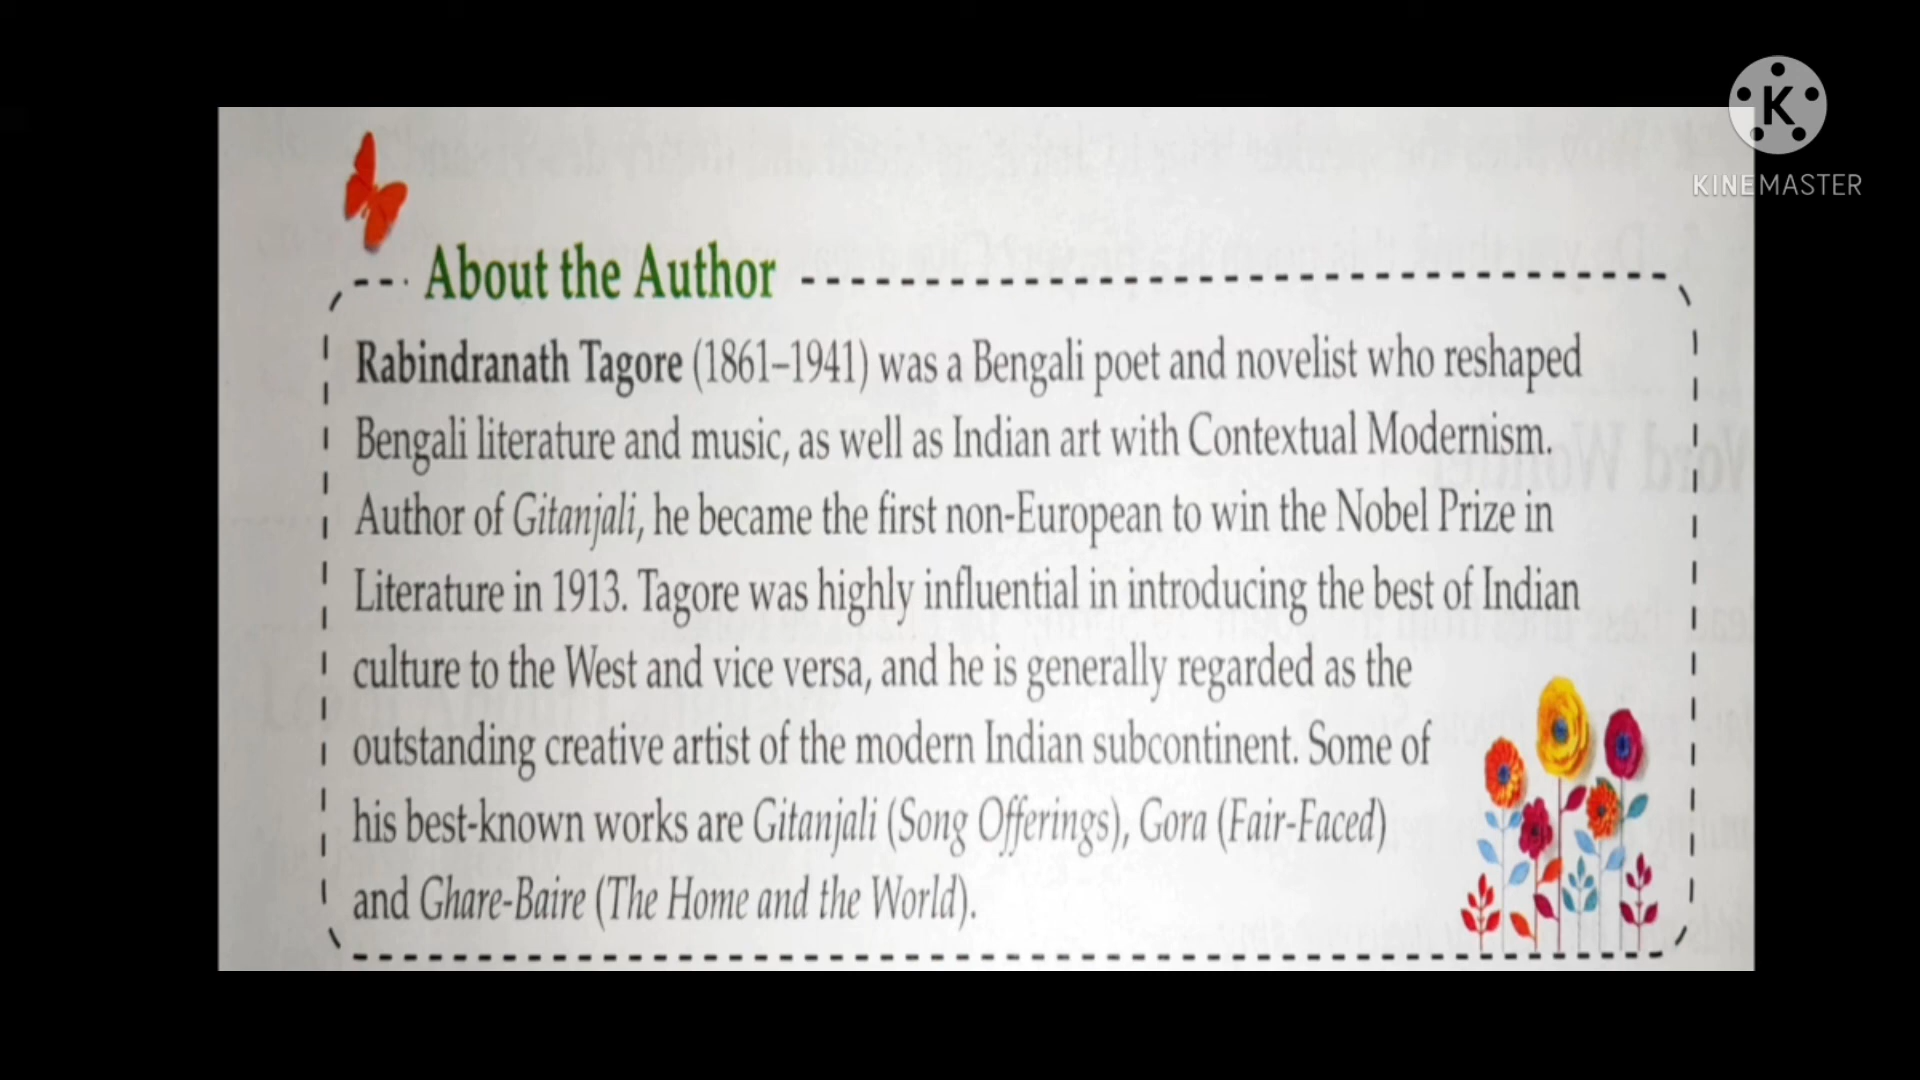 K
KINEMASTER
About the Author
Rabindranath Tagore (1861–1941) was a Bengali poet and novelist who reshaped
Bengali literature and music, as well as Indian art with Contextual Modernism.
Author of Gitanjali, he became the first non-European to win the Nobel Prize in
Literature in 1913. Tagore was highly influential in introducing the best of Indian
culture to the West and vice versa, and he is generally regarded as the
outstanding creative artist of the modern Indian subcontinent. Some of
his best-known works are Gitanjali (Song Offerings), Gora (Fair-Faced)
and Ghare-Baire (The Home and the World).